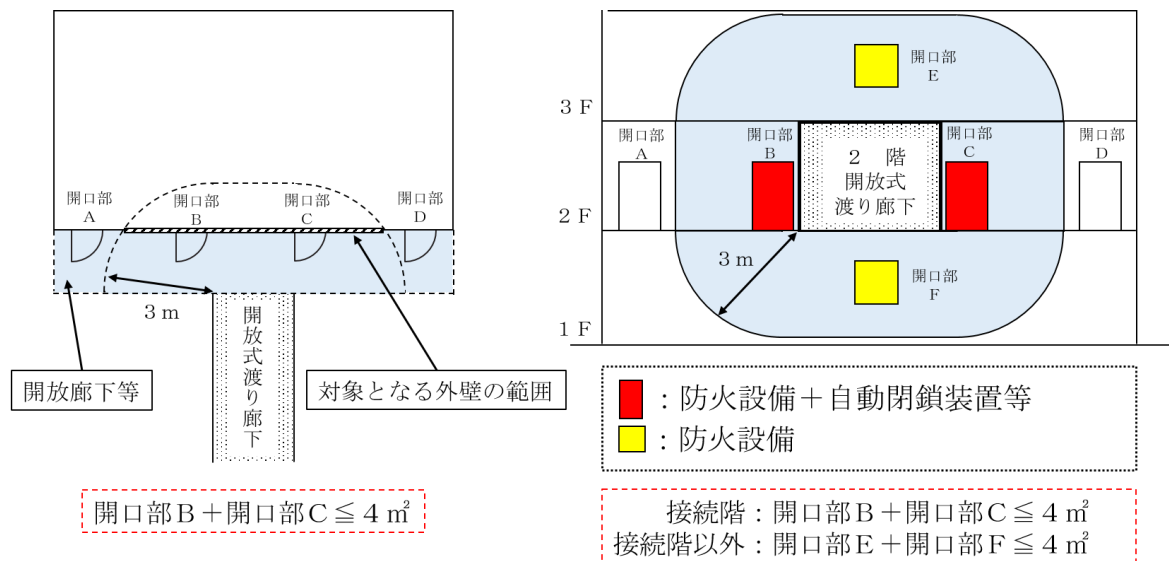 開口部
A
開口部
B
開口部
C
開口部
D
3ｍ
開放式渡り廊下
開放廊下等
対象となる外壁の範囲
開口部Ｂ＋開口部Ｃ≦４㎡
3Ｆ
2Ｆ
1Ｆ
開口部
E
開口部
A
開口部
B
２　階
開放式
渡り廊下
開口部
C
開口部
D
3ｍ
開口部
F
：防火設備＋自動閉鎖装置等
：防火設備
接続階：開口部Ｂ＋開口部Ｃ≦４㎡
接続階以外：開口部Ｅ＋開口部Ｆ≦４㎡